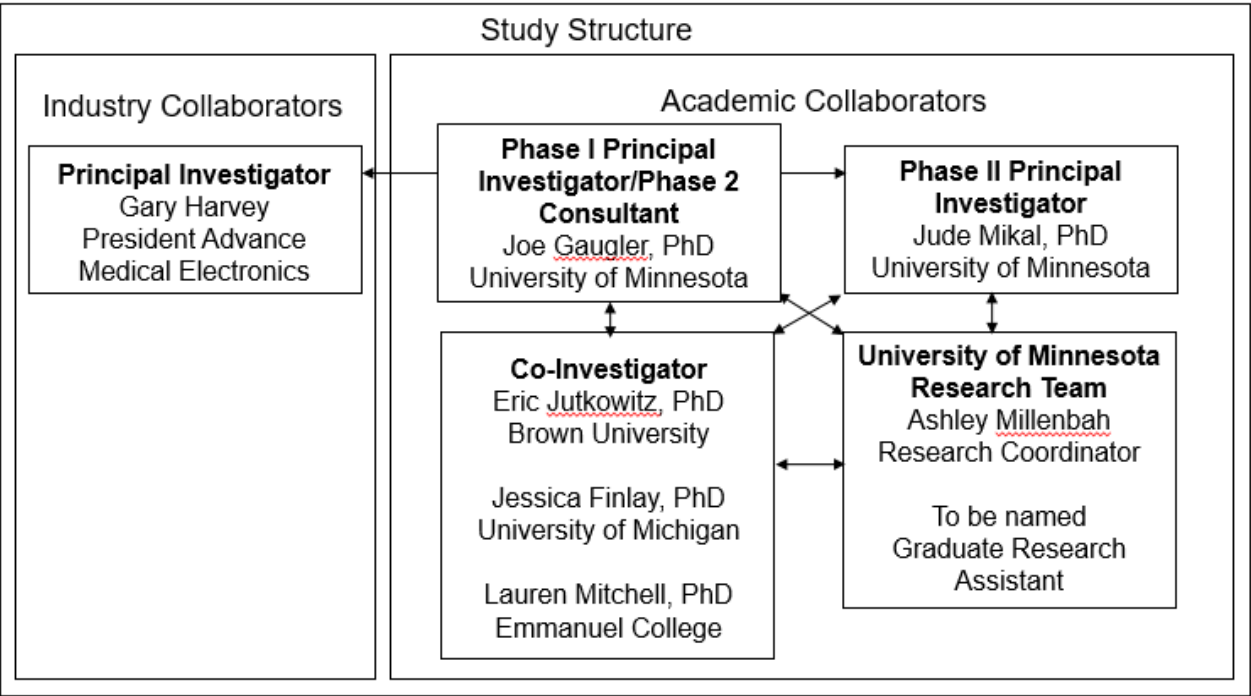 Study Structure
Industry Collaborators
Principal Investigator
Gary Harvey
President Advance
Medical Electronics
Academic Collaborators
Phase I Principal
Investigator/Phase 2
Consultant
Joe Gaugler, PhD
University of Minnesota
Phase II Principal
Investigator
Jude Mikal, PhD
University of Minnesota
Co-Investigator
Eric Jutkowitz, PhD
Brown University
Jessica Finlay, PhD
University of Michigan
Lauren Mitchell, PhD
Emmanuel College
University of Minnesota
Research Team
Ashley Millenbah
Research Coordinator
To be named
Graduate Research
Assistant